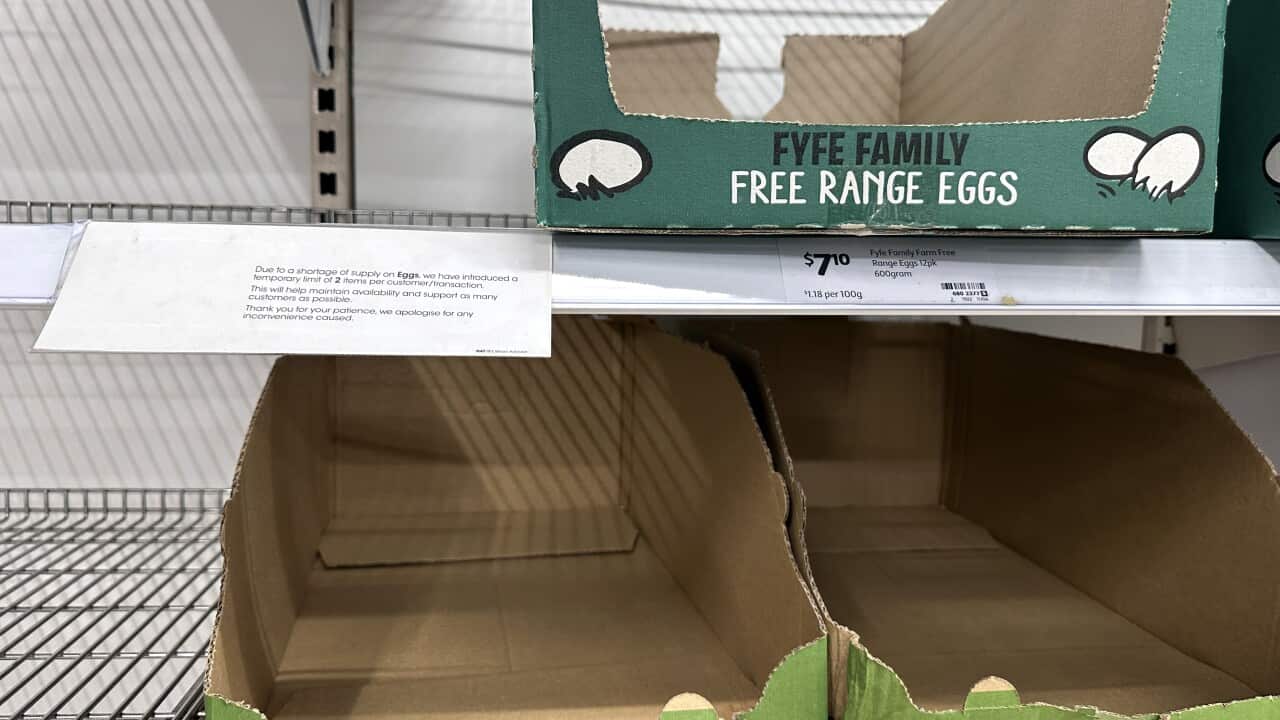 FYFE FAMILY
FREE RANGE EGGS
Due to a shortage of supply on Eggs, we have introduced a
temporary limit of 2 items per customer/transaction.
This will help maintain availability and support as many
customers as possible.
Thank you for your patience, we apologise for any
inconvenience caused.
$710
$1.18 per 100g
Fyfe Family Farm Free
Range Eggs 12pk
600gram